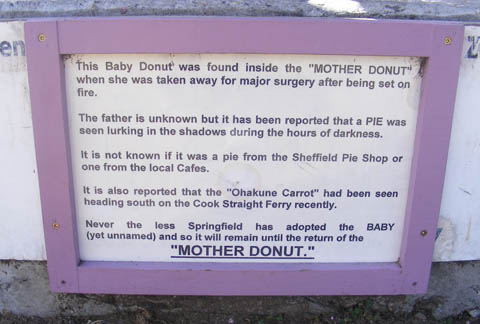 This Baby Donut was found inside the "MOTHER DONUT"
when she was taken away for major surgery after being set on
fire.
The father is unknown but it has been reported that a PIE was
seen lurking in the shadows during the hours of darkness.
It is not known if it was a pie from the Sheffield Pie Shop or
one from the local Cafes.
It is also reported that the "Ohakune Carrot" had been seen
heading south on the Cook Straight Ferry recently.
Never the less Springfield has adopted the BABY
(yet unnamed) and so it will remain until the return of the
"MOTHER DONUT."